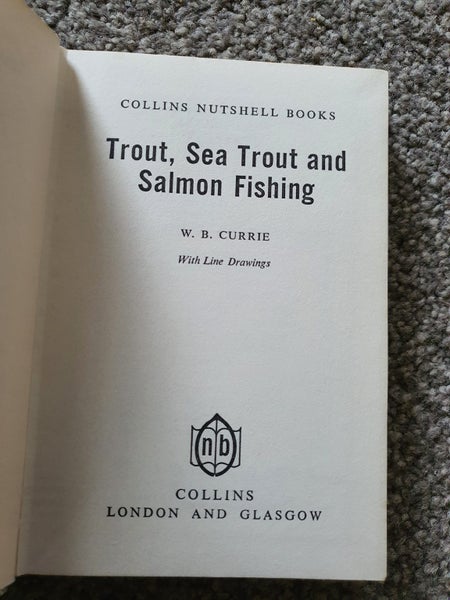 COLLINS NUTSHELL BOOKS
Trout, Sea Trout and
Salmon Fishing
W. B. CURRIE
With Line Drawings
nb
COLLINS
LONDON AND GLASGOW